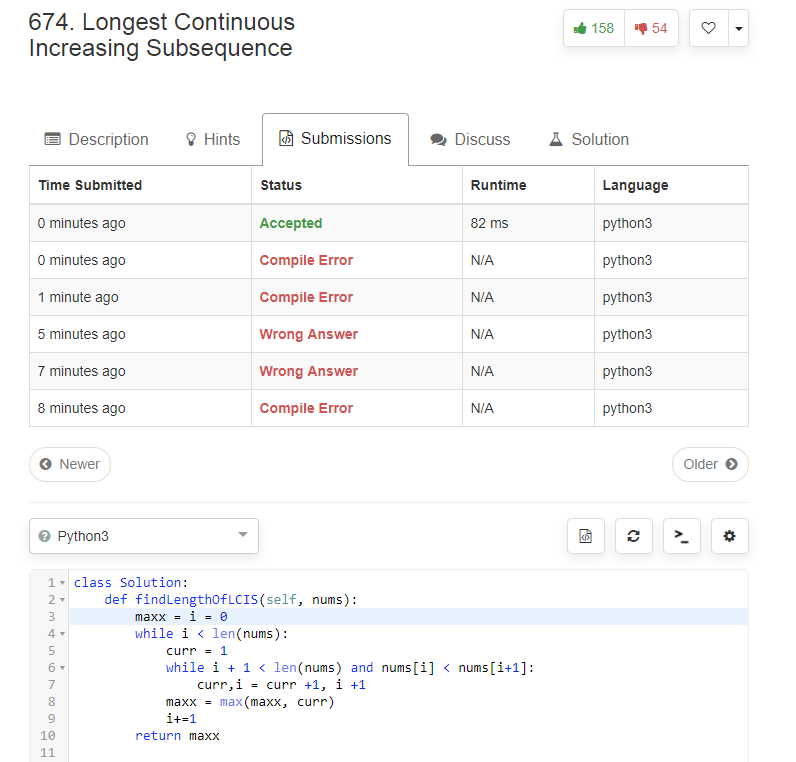 674. Longest Continuous
Increasing Subsequence
158 54
Description Hints Submissions Discuss Solution
Time Submitted Status Runtime Language
0 minutes ago Accepted 82 ms python3
0 minutes ago Compile Error N/A python3
1 minute ago Compile Error N/A python3
5 minutes ago Wrong Answer N/A python3
7 minutes ago Wrong Answer N/A python3
8 minutes ago Compile Error N/A python3
Newer Older
Python3
1 class Solution:
2     def findLengthOfLCIS(self, nums):
3         maxx = i = 0
4         while i < len(nums):
5             curr = 1
6             while i + 1 < len(nums) and nums[i] < nums[i+1]:
7                 curr,i = curr +1, i +1
8             maxx = max(maxx, curr)
9             i+=1
10         return maxx
11